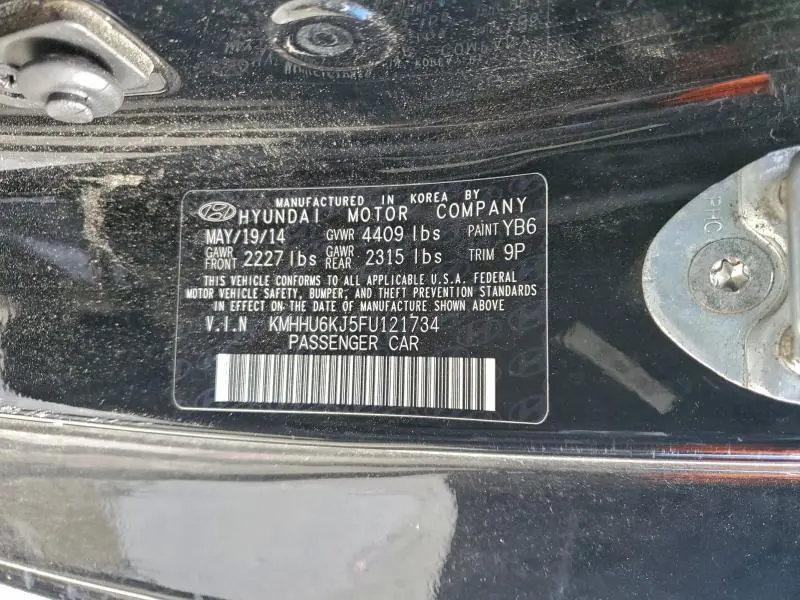 MANUFACTURED IN KOREA BY
HYUNDAI MOTOR COMPANY
MAY/19/14 GVWR 4409 lbs PAINT YB6
GAWR FRONT 2227 lbs GAWR REAR 2315 lbs TRIM 9P
THIS VEHICLE CONFORMS TO ALL APPLICABLE U.S.A. FEDERAL
MOTOR VEHICLE SAFETY, BUMPER, AND THEFT PREVENTION STANDARDS
IN EFFECT ON THE DATE OF MANUFACTURE SHOWN ABOVE
V.I.N KMHHU6KJ5FU121734
PASSENGER CAR
PHC